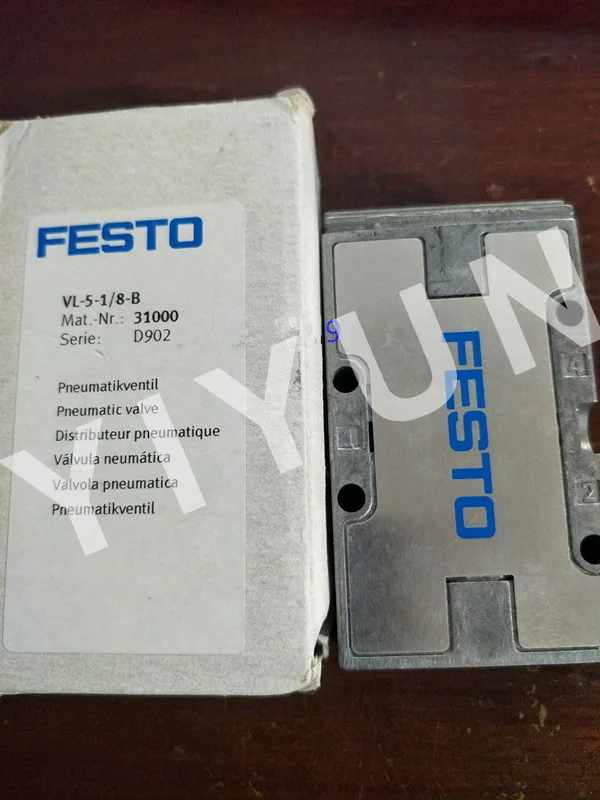 FESTO
VL-5-1/8-B
Mat.-Nr.: 31000
Serie: D902
Pneumatikventil
Pneumatic valve
Distributeur pneumatique
Válvula neumática
Valvola pneumatica
Pneumatikventil
9
FESTO
4
1
2
YIYUN